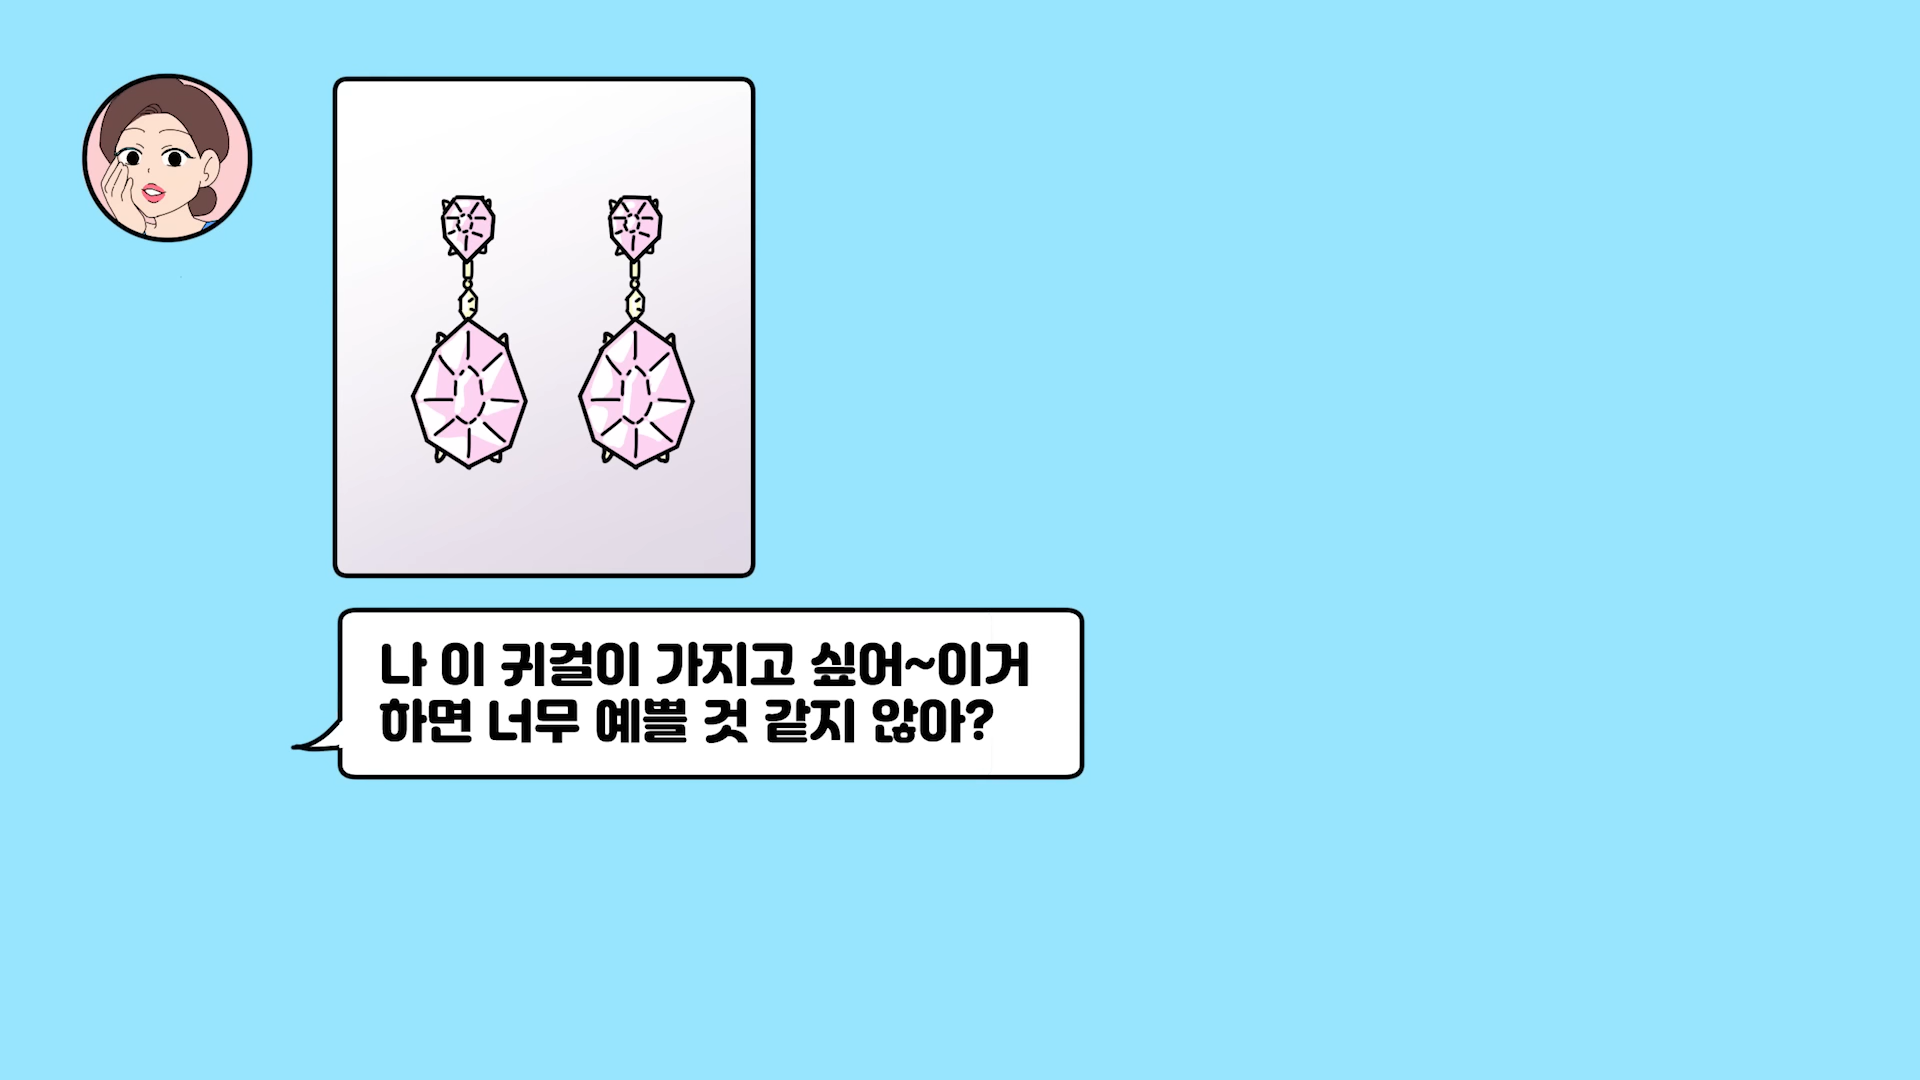 나 이 귀걸이 가지고 싶어~이거
하면 너무 예쁠 것 같지 않아?